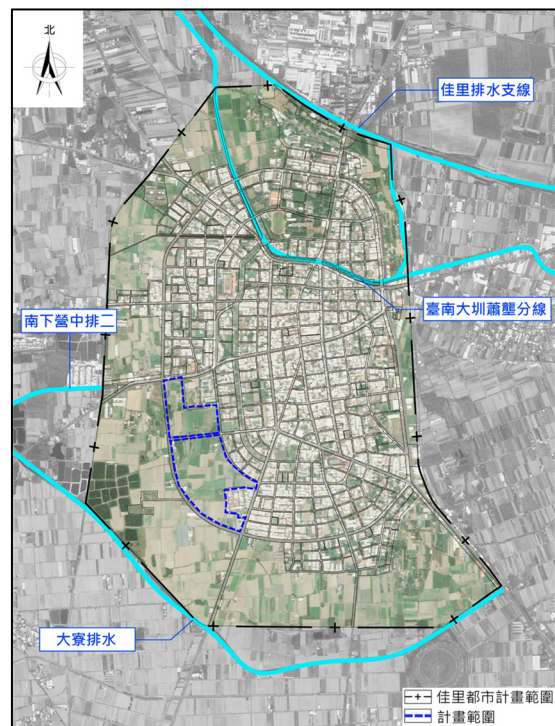 北
佳里排水支線
臺南大圳蕭壟分線
南下營中排二
大寮排水
佳里都市計畫範圍
計畫範圍